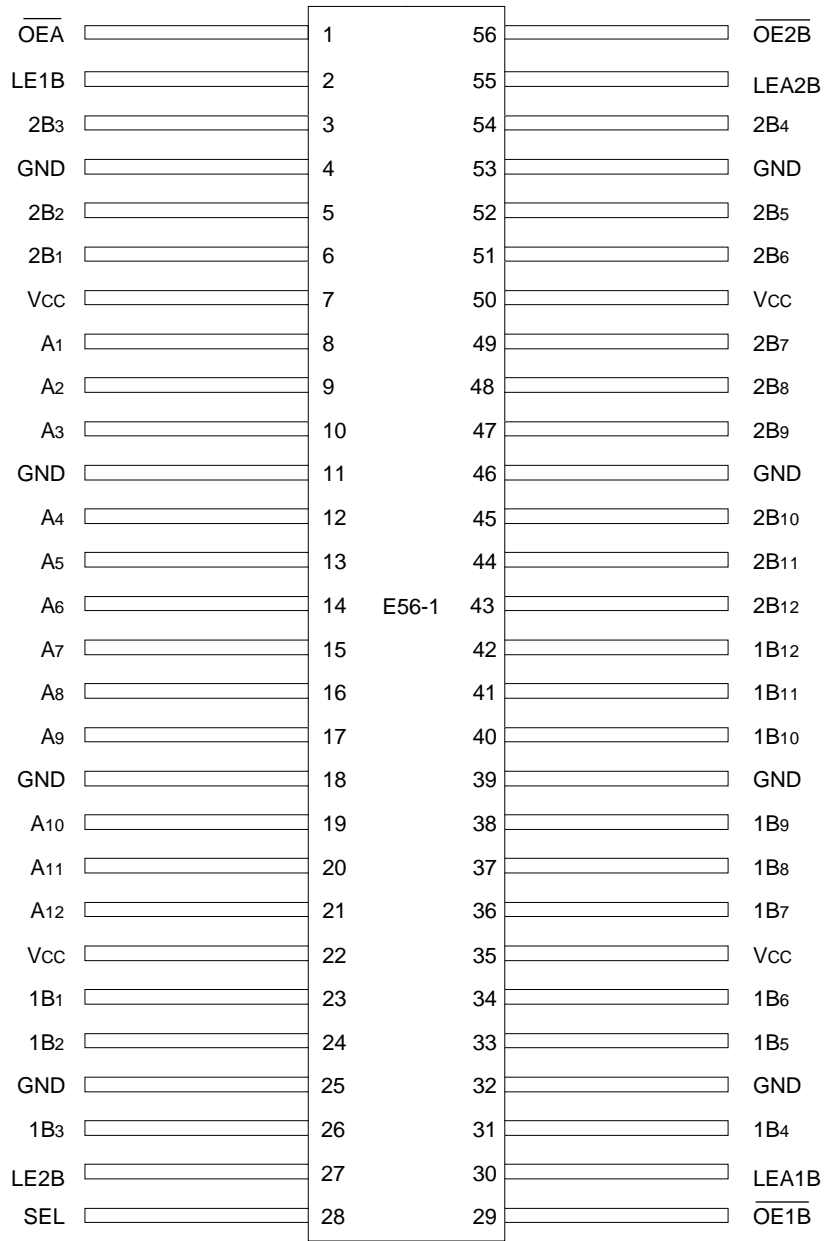 O̅E̅A̅ 1 56 O̅E̅2̅B̅
LE1B 2 55 LEA2B
2B3 3 54 2B4
GND 4 53 GND
2B2 5 52 2B5
2B1 6 51 2B6
VCC 7 50 VCC
A1 8 49 2B7
A2 9 48 2B8
A3 10 47 2B9
GND 11 46 GND
A4 12 45 2B10
A5 13 44 2B11
A6 14 E56-1 43 2B12
A7 15 42 1B12
A8 16 41 1B11
A9 17 40 1B10
GND 18 39 GND
A10 19 38 1B9
A11 20 37 1B8
A12 21 36 1B7
VCC 22 35 VCC
1B1 23 34 1B6
1B2 24 33 1B5
GND 25 32 GND
1B3 26 31 1B4
LE2B 27 30 LEA1B
SEL 28 29 O̅E̅1̅B̅